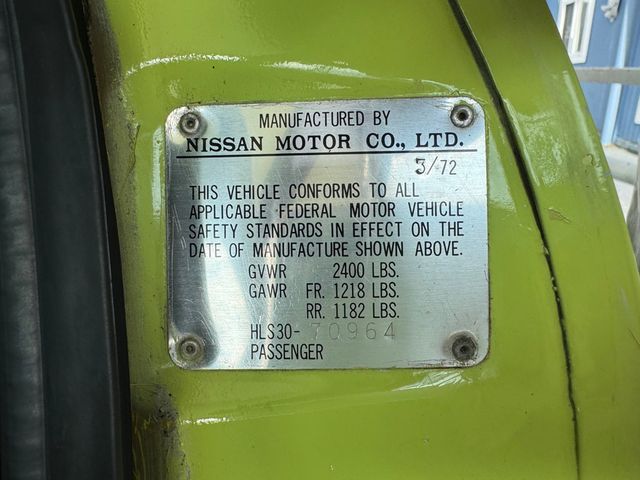 MANUFACTURED BY
NISSAN MOTOR CO., LTD.
3/72
THIS VEHICLE CONFORMS TO ALL
APPLICABLE FEDERAL MOTOR VEHICLE
SAFETY STANDARDS IN EFFECT ON THE
DATE OF MANUFACTURE SHOWN ABOVE.
GVWR 2400 LBS.
GAWR FR. 1218 LBS.
RR. 1182 LBS.
HLS30-70964
PASSENGER